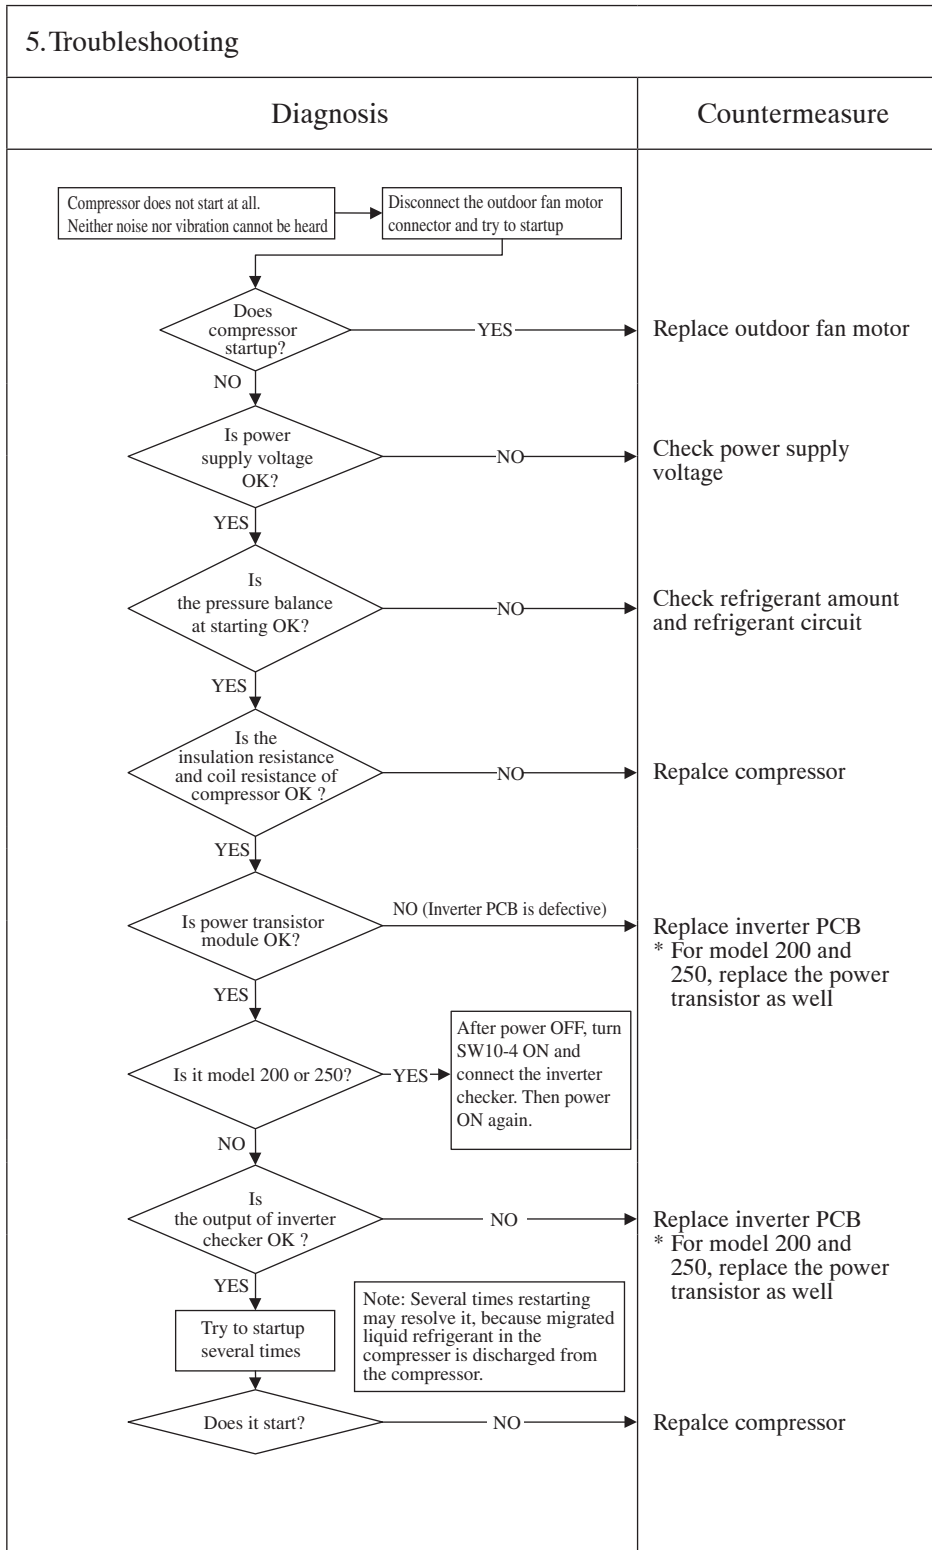 5.Troubleshooting
Diagnosis
Countermeasure
Compressor does not start at all.
Neither noise nor vibration cannot be heard
Disconnect the outdoor fan motor
connector and try to startup
Does
compressor
startup?
YES
Replace outdoor fan motor
NO
Is power
supply voltage
OK?
NO
Check power supply
voltage
YES
Is
the pressure balance
at starting OK?
NO
Check refrigerant amount
and refrigerant circuit
YES
Is the
insulation resistance
and coil resistance of
compressor OK ?
NO
Repalce compressor
YES
Is power transistor
module OK?
NO (Inverter PCB is defective)
Replace inverter PCB
* For model 200 and
250, replace the power
transistor as well
YES
Is it model 200 or 250?
YES
After power OFF, turn
SW10-4 ON and
connect the inverter
checker. Then power
ON again.
NO
Is
the output of inverter
checker OK ?
NO
Replace inverter PCB
* For model 200 and
250, replace the power
transistor as well
YES
Try to startup
several times
Note: Several times restarting
may resolve it, because migrated
liquid refrigerant in the
compresser is discharged from
the compressor.
Does it start?
NO
Repalce compressor